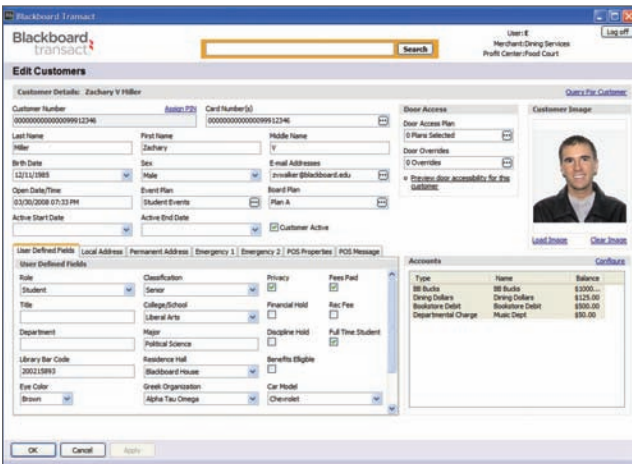 Blackboard Transact
Blackboard transact
Search
User: E
Merchant:Dining Services
Profit Center:Food Court
Log off
Edit Customers
Customer Details: Zachary V Miller
Query For Customer
Customer Number
Assign PIN
Card Number(s)
Last Name
Miller
First Name
Zachary
Middle Name
V
Birth Date
12/11/1985
Sex
Male
E-mail Addresses
zvwalker@blackboard.edu
Open Date/Time
03/30/2008 07:33 PM
Event Plan
Student Events
Board Plan
Plan A
Active Start Date
Active End Date
Customer Active
Door Access
Door Access Plan
0 Plans Selected
Door Overrides
0 Overrides
Preview door accessibility for this
customer
Customer Image
Load Image
Clear Image
User Defined Fields
Local Address
Permanent Address
Emergency 1
Emergency 2
POS Properties
POS Message
User Defined Fields
Role
Student
Classification
Senior
Privacy
Fees Paid
Title
College/School
Liberal Arts
Financial Hold
Rec Fee
Department
Major
Political Science
Discipline Hold
Full Time Student
Library Bar Code
200215893
Residence Hall
Blackboard House
Benefits Eligible
Eye Color
Brown
Greek Organization
Alpha Tau Omega
Car Model
Chevrolet
Accounts
Configure
Type Name Balance
BB Bucks BB Bucks $1000...
Dining Dollars Dining Dollars $125.00
Bookstore Debit Bookstore Debit $500.00
Departmental Charge Music Dept $50.00
OK
Cancel
Apply